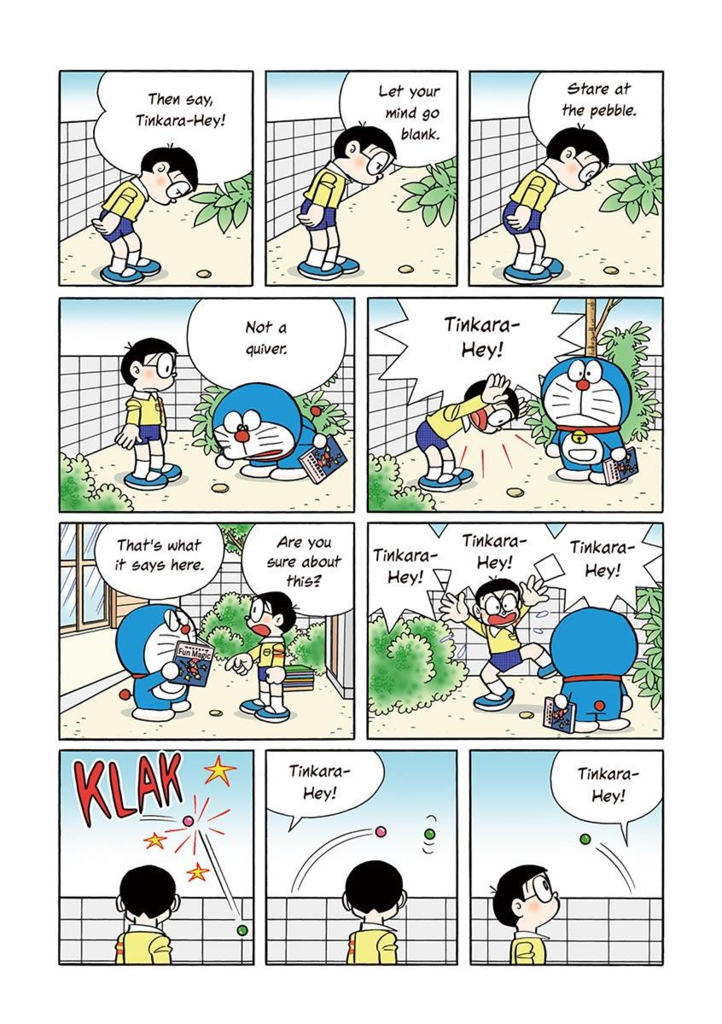 Stare at
the pebble.
Let your
mind go
blank.
Then say,
Tinkara-Hey!
Tinkara-
Hey!
Not a
quiver.
Tinkara-
Hey!
Tinkara-
Hey!
Tinkara-
Hey!
Are you
sure about
this?
That's what
it says here.
Fun Magic
Tinkara-
Hey!
Tinkara-
Hey!
KLAK